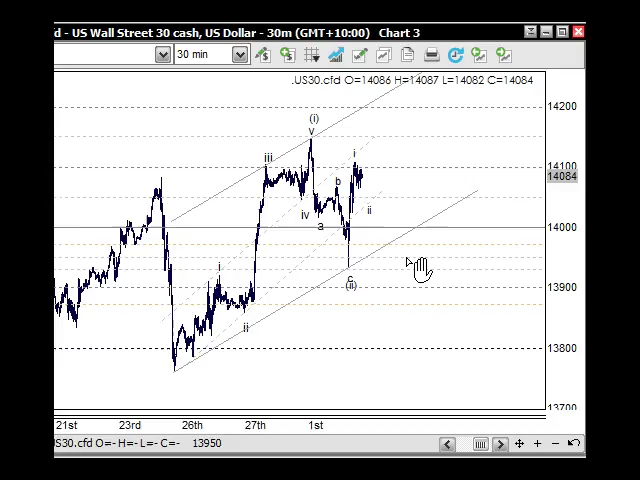 d - US Wall Street 30 cash, US Dollar - 30m (GMT+10:00) Chart 3
30 min
.US30.cfd O=14086 H=14087 L=14082 C=14084
14200
(i)
v
iii
i
14100
14084
b
iv
ii
a
14000
i
c
(ii)
13900
ii
13800
13700
21st 23rd 26th 27th 1st
JS30.cfd O=- H=- L=- C=- 13950